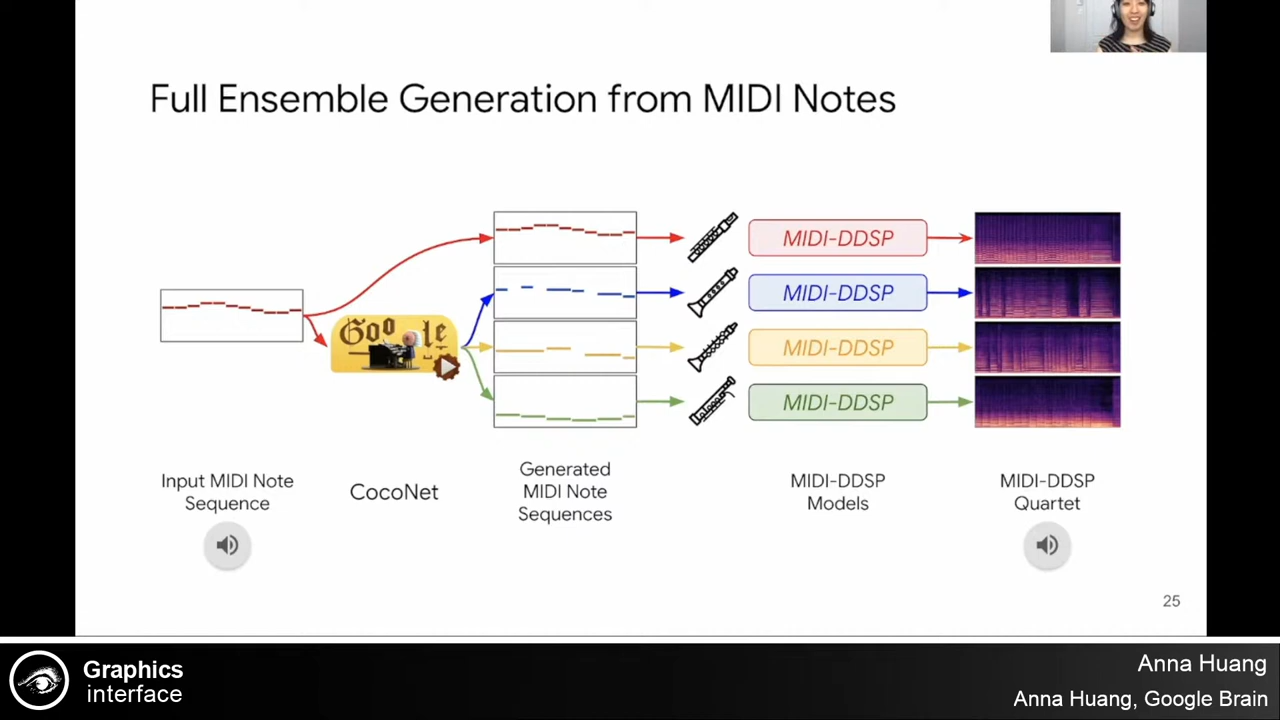 Full Ensemble Generation from MIDI Notes
Google
MIDI-DDSP
MIDI-DDSP
MIDI-DDSP
MIDI-DDSP
Input MIDI Note
Sequence
CocoNet
Generated
MIDI Note
Sequences
MIDI-DDSP
Models
MIDI-DDSP
Quartet
25
Graphics
interface
Anna Huang
Anna Huang, Google Brain